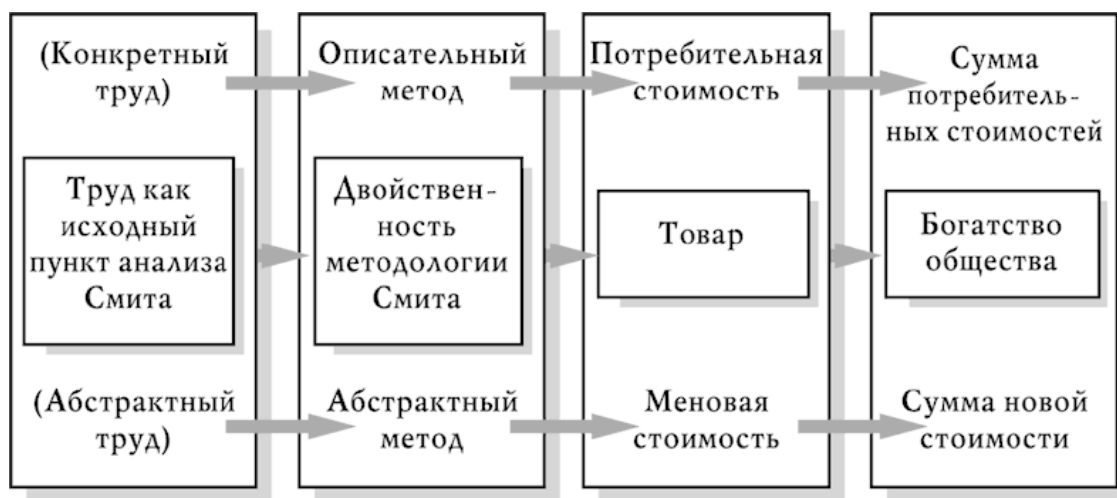 (Конкретный
труд)
Труд как
исходный
пункт анализа
Смита
(Абстрактный
труд)
Описательный
метод
Двойствен-
ность
методологии
Смита
Абстрактный
метод
Потребительная
стоимость
Товар
Меновая
стоимость
Сумма
потребитель-
ных стоимостей
Богатство
общества
Сумма новой
стоимости